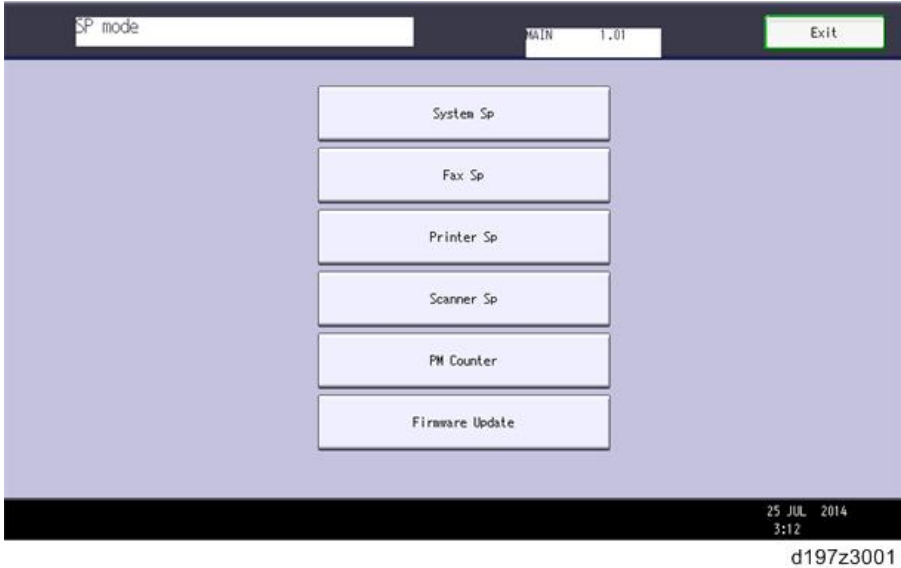 SP mode
MAIN 1.01
Exit
System Sp
Fax Sp
Printer Sp
Scanner Sp
PM Counter
Firmware Update
25 JUL 2014
3:12
d197z3001